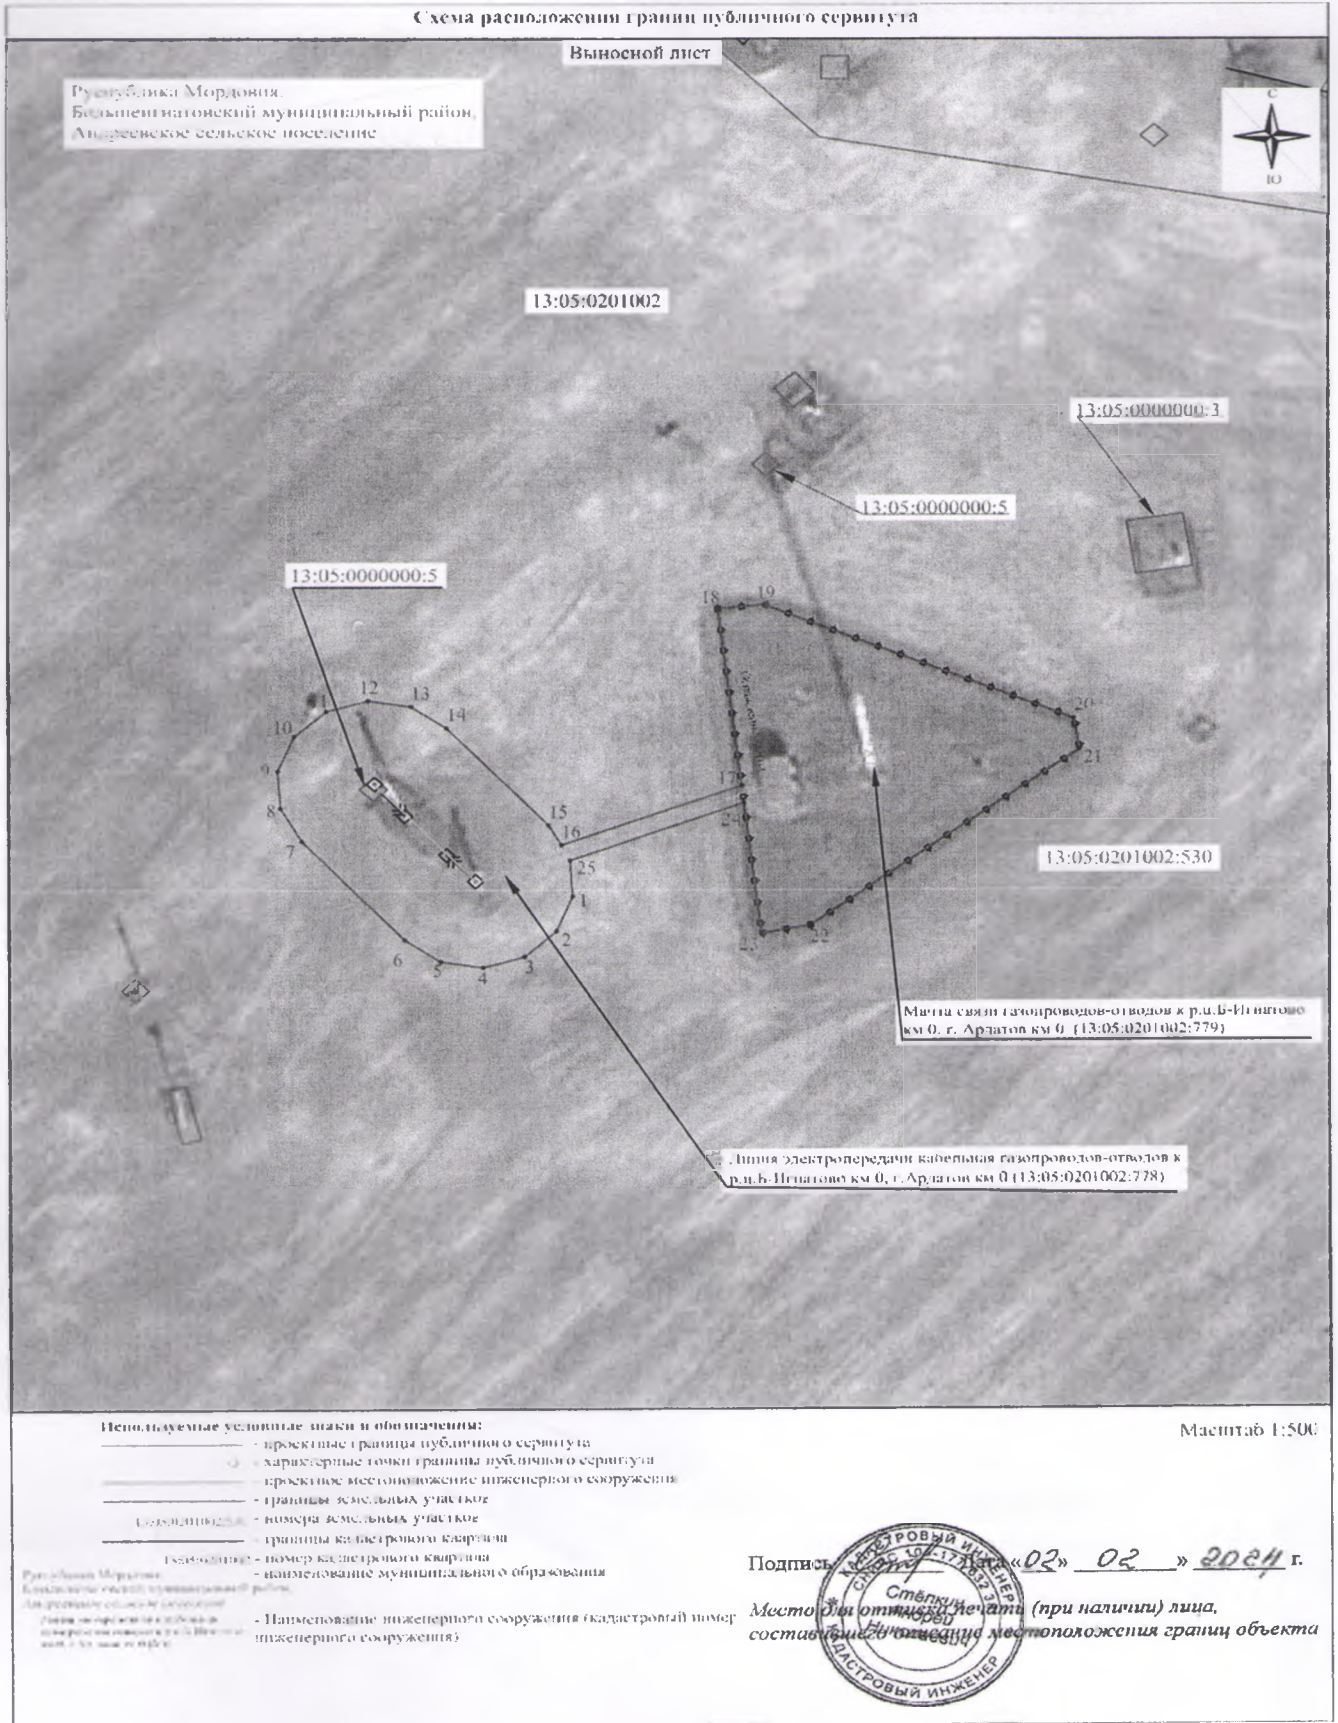 Схема расположения границ публичного сервитута
Выносной лист
Республика Мордовия,
Большеигнатовский муниципальный район,
Андреевское сельское поселение
С
Ю
13:05:0201002
13:05:0000000:3
13:05:0000000:5
13:05:0000000:5
18
19
12
13
11
14
10
20
9
21
17
8
15
24
16
7
25
13:05:0201002:530
1
2
22
23
6
3
5
4
Мачта связи газопроводов-отводов к р.ц.Б-Игнатово
км 0, г. Ардатов км 0 (13:05:0201002:779)
Линия электропередачи кабельная газопроводов-отводов к
р.ц.Б-Игнатово км 0, г.Ардатов км 0 (13:05:0201002:778)
Используемые условные знаки и обозначения:
Масштаб 1:500
- проектные границы публичного сервитута
- характерные точки границы публичного сервитута
- проектное местоположение инженерного сооружения
- границы земельных участков
- номера земельных участков
- границы кадастрового квартала
- номер кадастрового квартала
- наименование муниципального образования
- Наименование инженерного сооружения (кадастровый номер
инженерного сооружения)
Подпись Дата «02» 02 » 2024 г.
Место для оттиска печати (при наличии) лица,
составившего описание местоположения границ объекта
КАДАСТРОВЫЙ ИНЖЕНЕР
Стёпкин
Николаевич
КАДАСТРОВЫЙ ИНЖЕНЕР